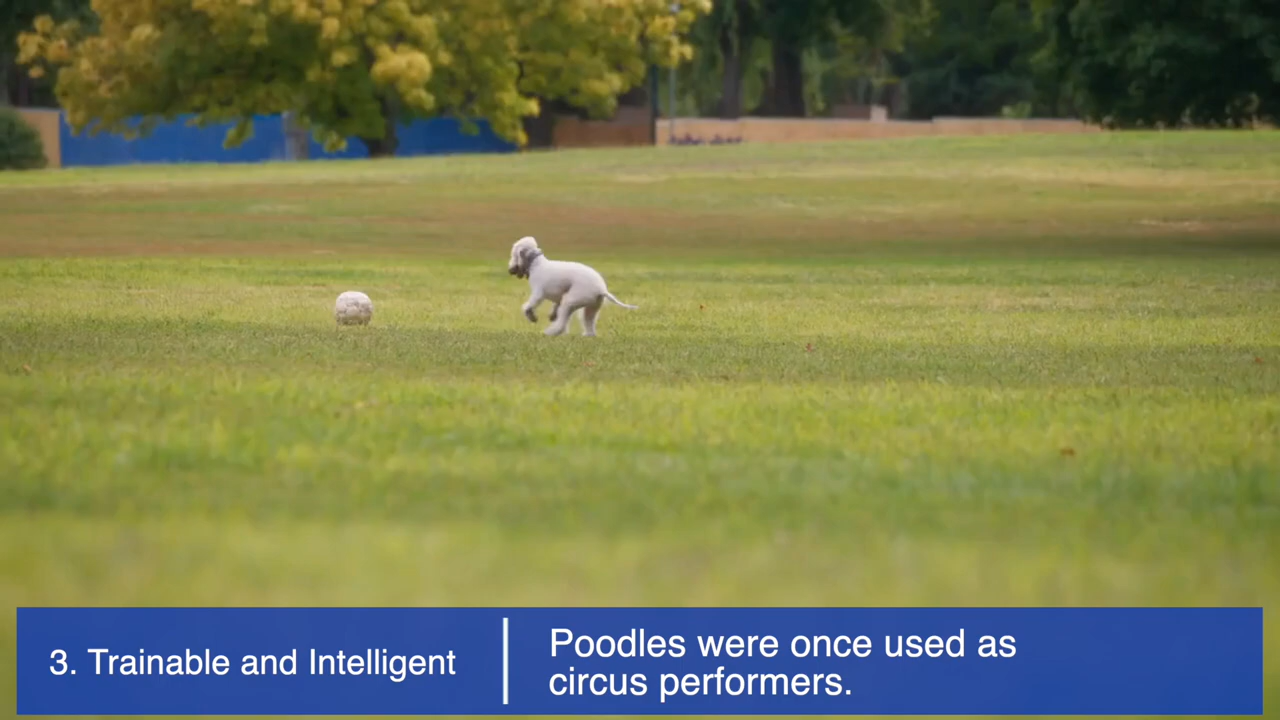 3. Trainable and Intelligent
Poodles were once used as
circus performers.